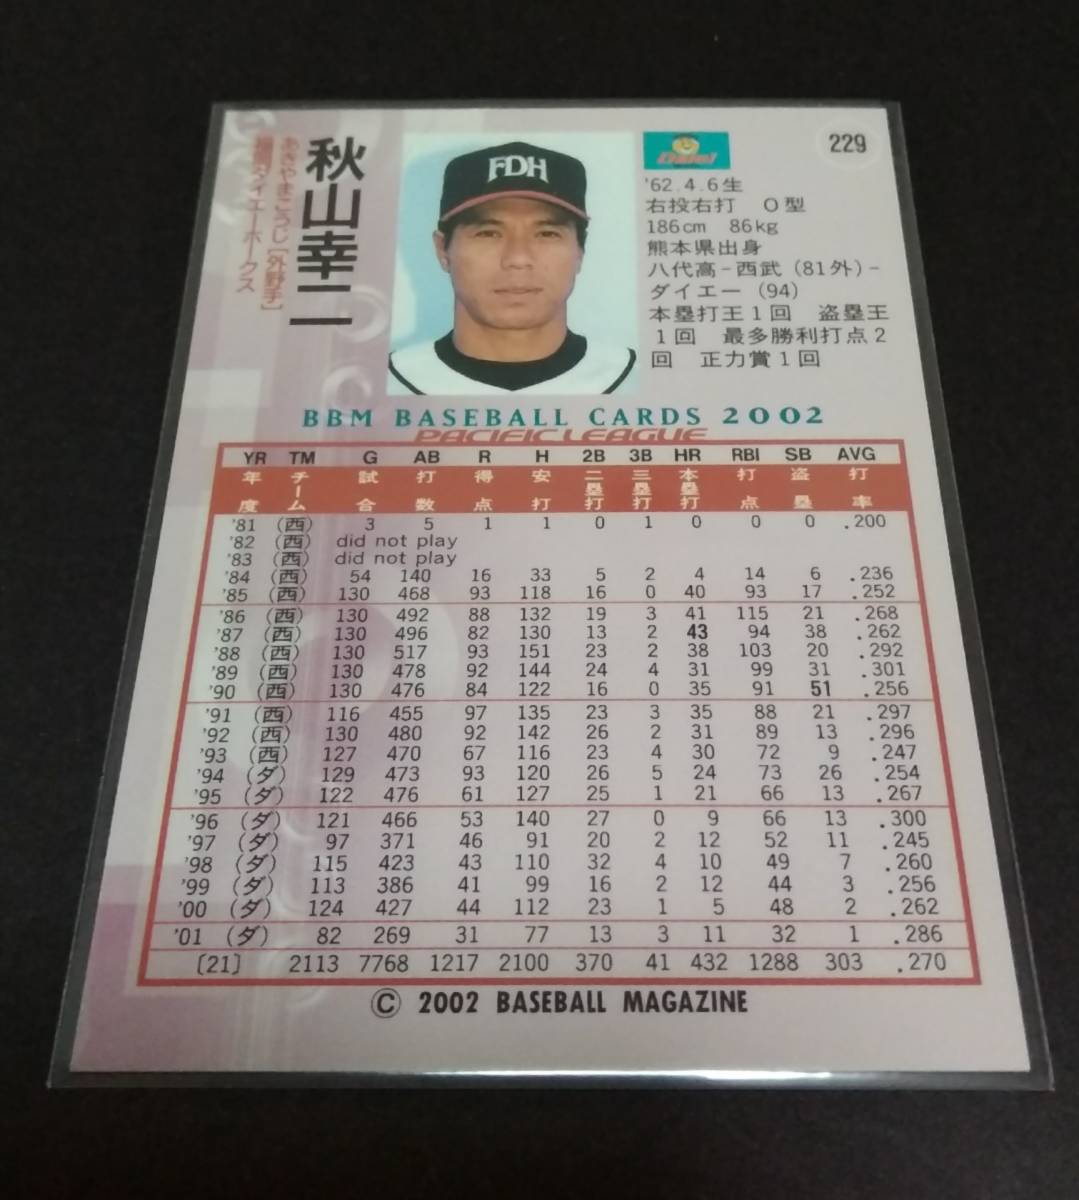 229
秋山幸二
あきやまこうじ[外野手]
福岡ダイエーホークス
FDH
Daiei
'62.4.6生
右投右打 O型
186cm 86kg
熊本県出身
八代高-西武(81外)-
ダイエー(94)
本塁打王1回 盗塁王
1回 最多勝利打点2
回 正力賞1回
BBM BASEBALL CARDS 2002
PACIFIC LEAGUE
YR TM G AB R H 2B 3B HR RBI SB AVG
年度 チーム 試合 打数 得点 安打 二塁打 三塁打 本塁打 打点 盗塁 打率
'81 (西) 3 5 1 1 0 1 0 0 0 .200
'82 (西) did not play
'83 (西) did not play
'84 (西) 54 140 16 33 5 2 4 14 6 .236
'85 (西) 130 468 93 118 16 0 40 93 17 .252
'86 (西) 130 492 88 132 19 3 41 115 21 .268
'87 (西) 130 496 82 130 13 2 43 94 38 .262
'88 (西) 130 517 93 151 23 2 38 103 20 .292
'89 (西) 130 478 92 144 24 4 31 99 31 .301
'90 (西) 130 476 84 122 16 0 35 91 51 .256
'91 (西) 116 455 97 135 23 3 35 88 21 .297
'92 (西) 130 480 92 142 26 2 31 89 13 .296
'93 (西) 127 470 67 116 23 4 30 72 9 .247
'94 (ダ) 129 473 93 120 26 5 24 73 26 .254
'95 (ダ) 122 476 61 127 25 1 21 66 13 .267
'96 (ダ) 121 466 53 140 27 0 9 66 13 .300
'97 (ダ) 97 371 46 91 20 2 12 52 11 .245
'98 (ダ) 115 423 43 110 32 4 10 49 7 .260
'99 (ダ) 113 386 41 99 16 2 12 44 3 .256
'00 (ダ) 124 427 44 112 23 1 5 48 2 .262
'01 (ダ) 82 269 31 77 13 3 11 32 1 .286
[21] 2113 7768 1217 2100 370 41 432 1288 303 .270
© 2002 BASEBALL MAGAZINE